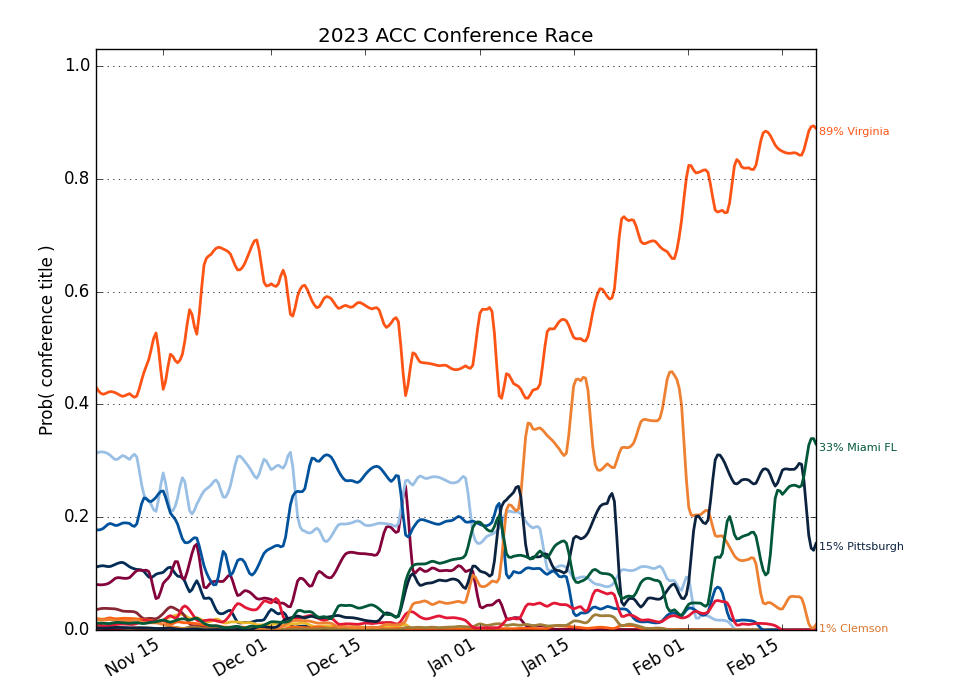 2023 ACC Conference Race
Prob( conference title )
1.0
0.8
0.6
0.4
0.2
0.0
89% Virginia
33% Miami FL
15% Pittsburgh
1% Clemson
Nov 15
Dec 01
Dec 15
Jan 01
Jan 15
Feb 01
Feb 15